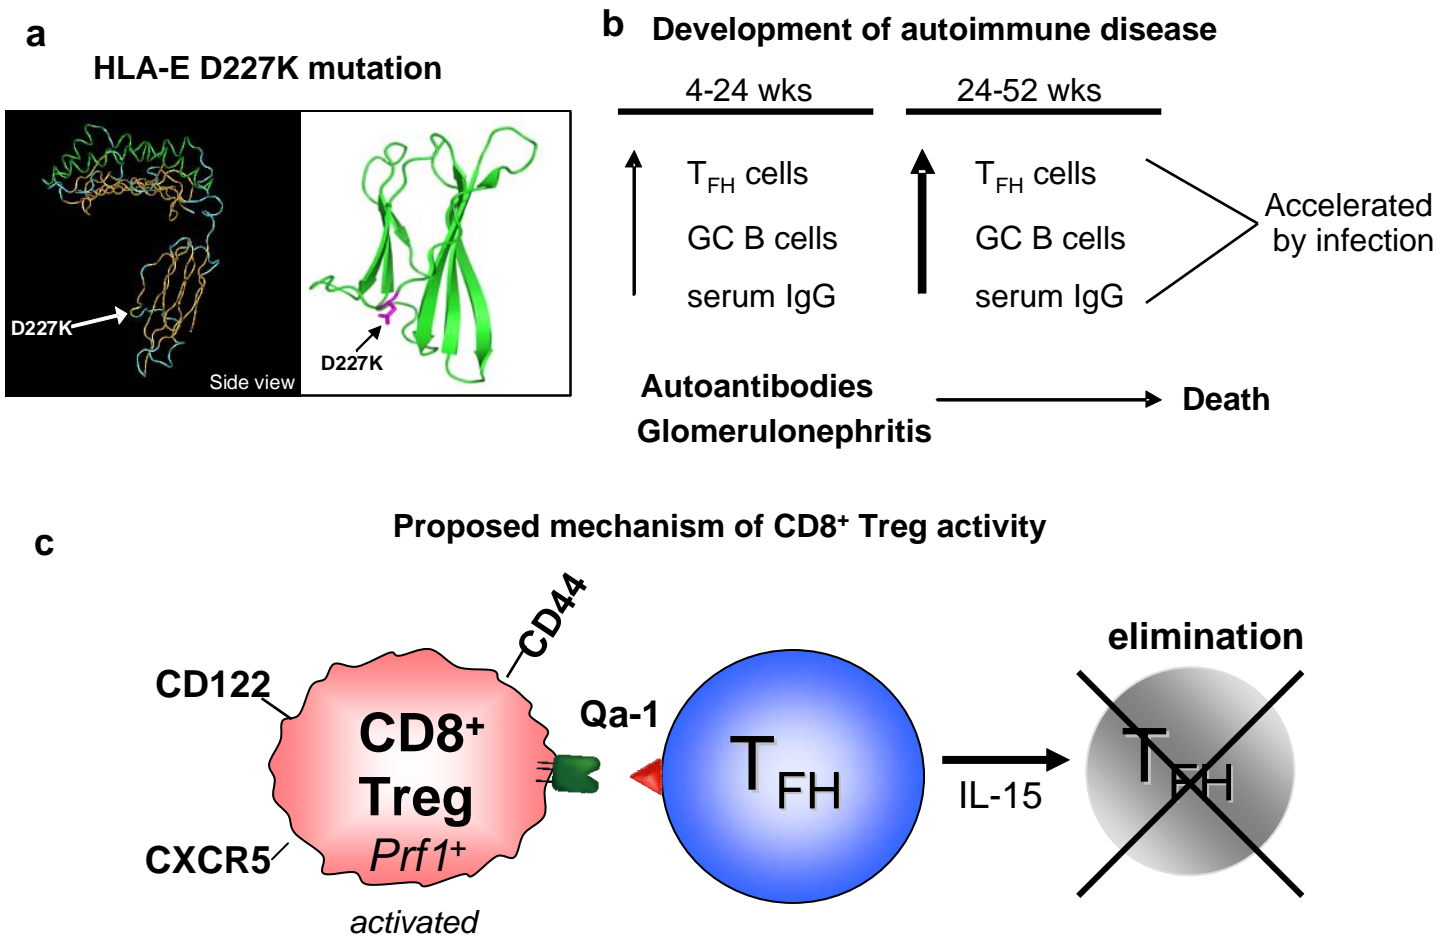 a
HLA-E D227K mutation
D227K
Side view
D227K
b
Development of autoimmune disease
4-24 wks
24-52 wks
TFH cells
GC B cells
serum IgG
TFH cells
GC B cells
serum IgG
Accelerated
by infection
Autoantibodies
Glomerulonephritis
Death
c
Proposed mechanism of CD8+ Treg activity
CD44
CD122
CXCR5
CD8+
Treg
Prf1+
activated
Qa-1
TFH
IL-15
elimination
TFH